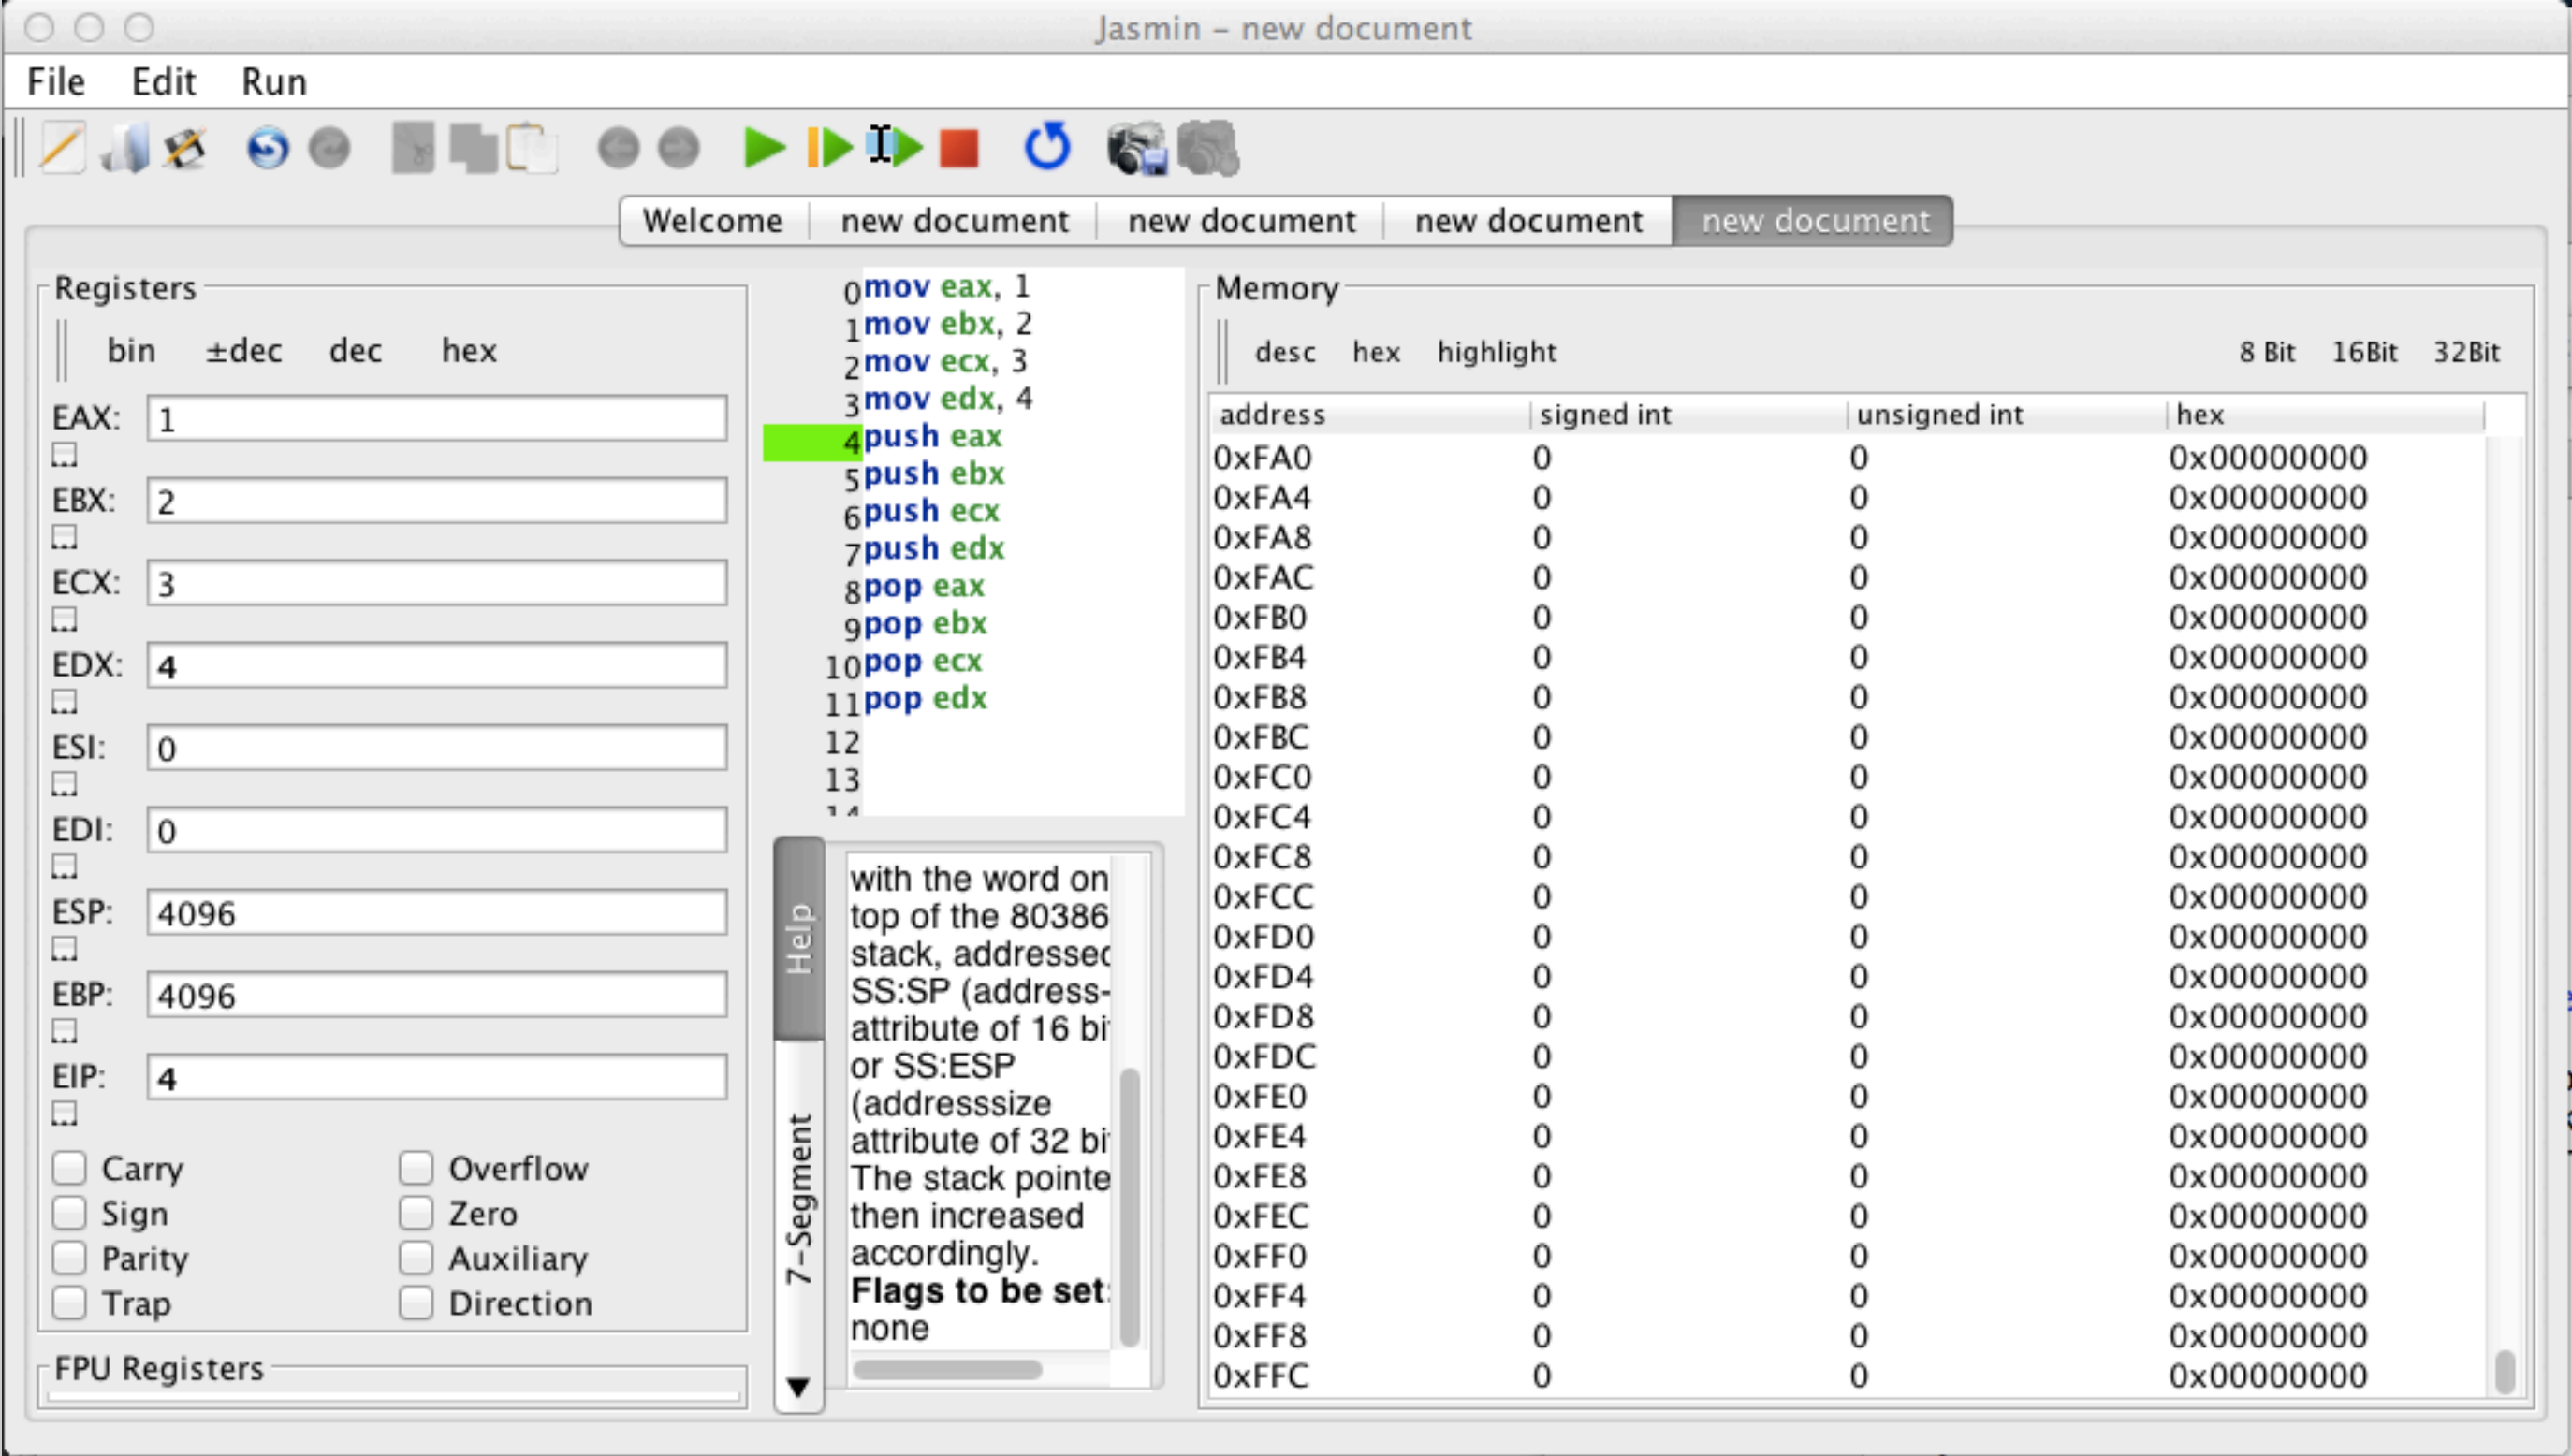 Jasmin – new document
File Edit Run
Welcome new document new document new document new document
Registers
bin ±dec dec hex
EAX: 1
EBX: 2
ECX: 3
EDX: 4
ESI: 0
EDI: 0
ESP: 4096
EBP: 4096
EIP: 4
Carry Overflow
Sign Zero
Parity Auxiliary
Trap Direction
FPU Registers
0 mov eax, 1
1 mov ebx, 2
2 mov ecx, 3
3 mov edx, 4
4 push eax
5 push ebx
6 push ecx
7 push edx
8 pop eax
9 pop ebx
10 pop ecx
11 pop edx
12
13
14
Help
7-Segment
with the word on
top of the 80386
stack, addressed
SS:SP (address-
attribute of 16 bi
or SS:ESP
(addresssize
attribute of 32 bi
The stack pointe
then increased
accordingly.
Flags to be set:
none
Memory
desc hex highlight 8 Bit 16Bit 32Bit
address signed int unsigned int hex
0xFA0 0 0 0x00000000
0xFA4 0 0 0x00000000
0xFA8 0 0 0x00000000
0xFAC 0 0 0x00000000
0xFB0 0 0 0x00000000
0xFB4 0 0 0x00000000
0xFB8 0 0 0x00000000
0xFBC 0 0 0x00000000
0xFC0 0 0 0x00000000
0xFC4 0 0 0x00000000
0xFC8 0 0 0x00000000
0xFCC 0 0 0x00000000
0xFD0 0 0 0x00000000
0xFD4 0 0 0x00000000
0xFD8 0 0 0x00000000
0xFDC 0 0 0x00000000
0xFE0 0 0 0x00000000
0xFE4 0 0 0x00000000
0xFE8 0 0 0x00000000
0xFEC 0 0 0x00000000
0xFF0 0 0 0x00000000
0xFF4 0 0 0x00000000
0xFF8 0 0 0x00000000
0xFFC 0 0 0x00000000